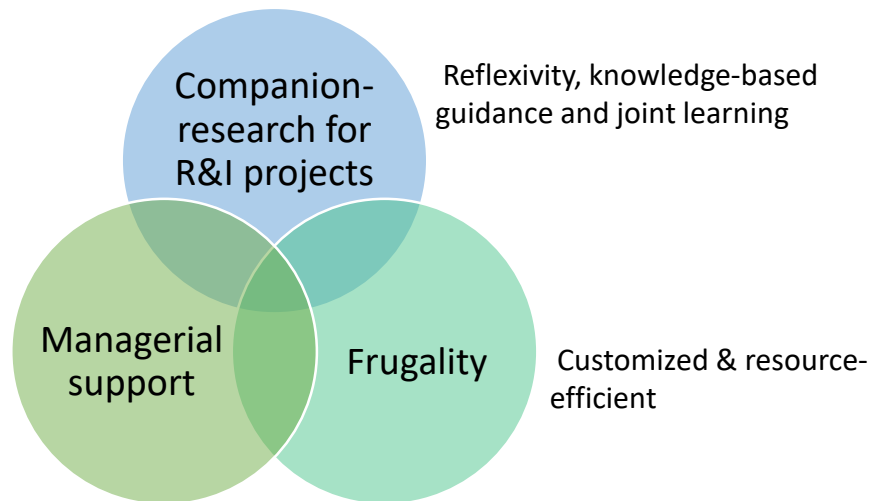 Companion-
research for
R&I projects
Reflexivity, knowledge-based
guidance and joint learning
Managerial
support
Frugality
Customized & resource-
efficient